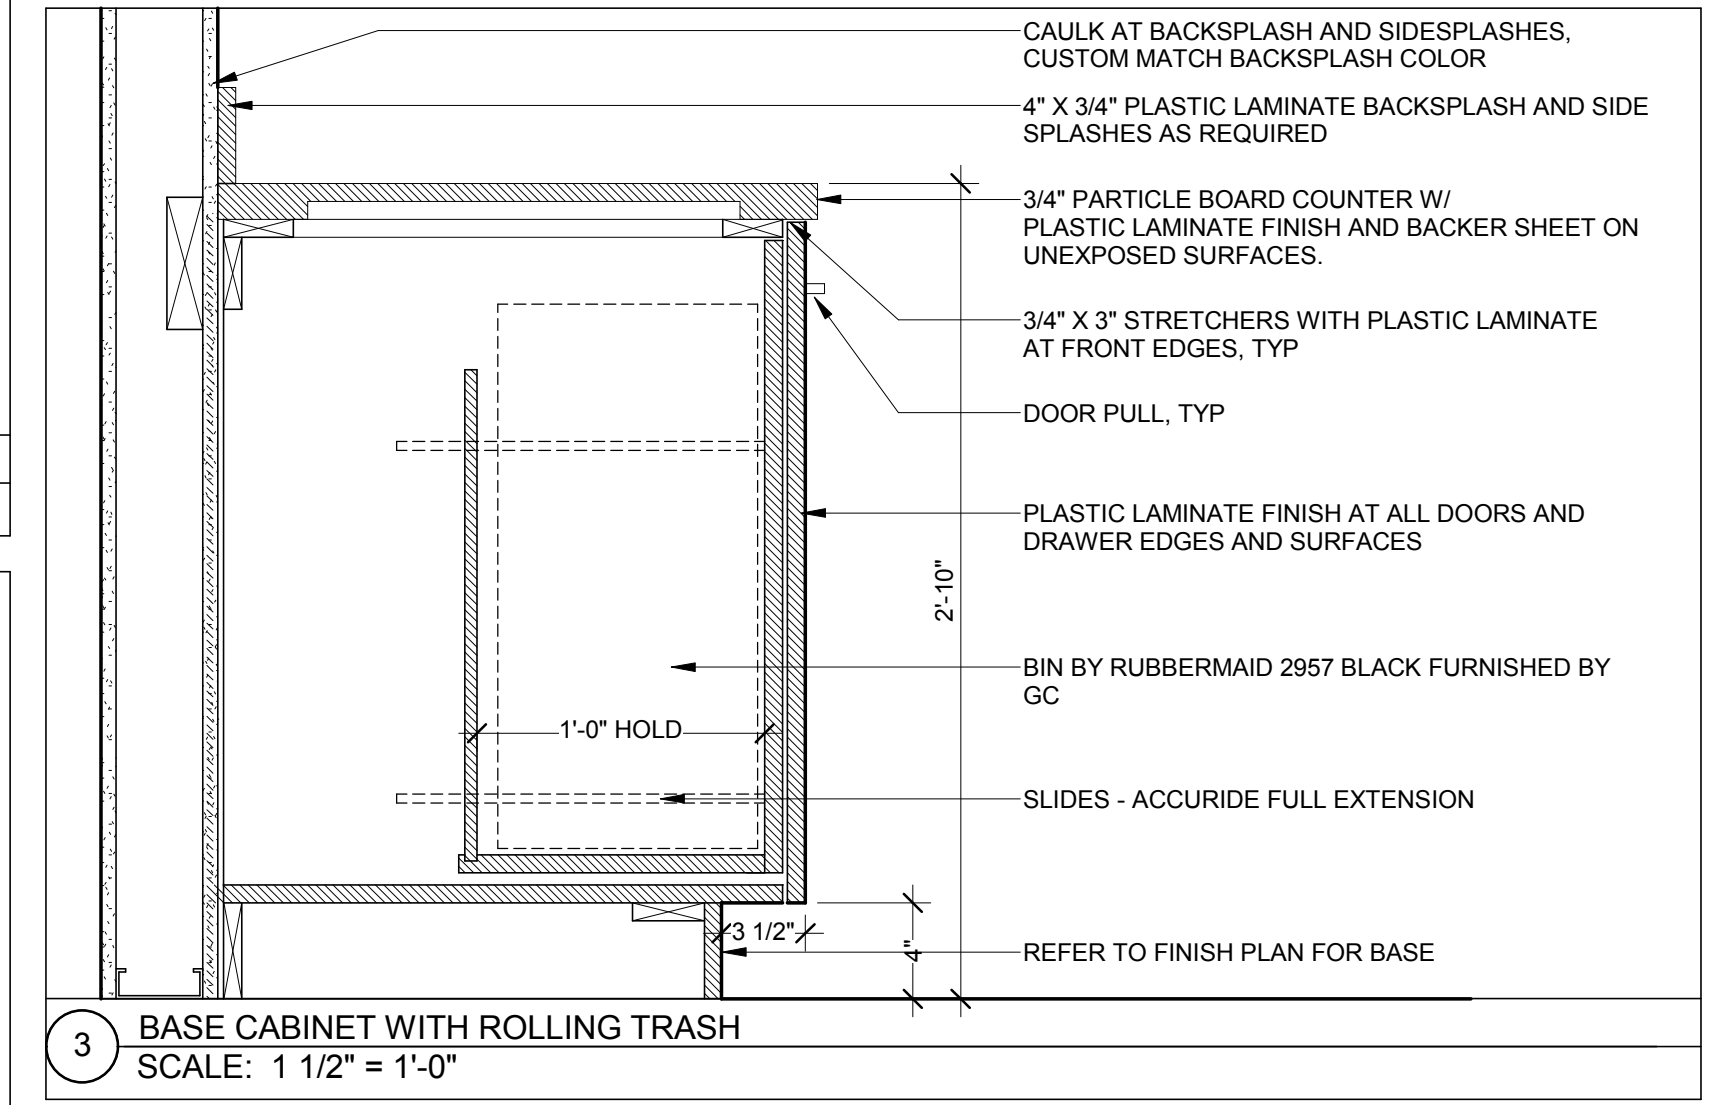 CAULK AT BACKSPLASH AND SIDESPLASHES,
CUSTOM MATCH BACKSPLASH COLOR
4" X 3/4" PLASTIC LAMINATE BACKSPLASH AND SIDE
SPLASHES AS REQUIRED
3/4" PARTICLE BOARD COUNTER W/
PLASTIC LAMINATE FINISH AND BACKER SHEET ON
UNEXPOSED SURFACES.
3/4" X 3" STRETCHERS WITH PLASTIC LAMINATE
AT FRONT EDGES, TYP
DOOR PULL, TYP
PLASTIC LAMINATE FINISH AT ALL DOORS AND
DRAWER EDGES AND SURFACES
2'-10"
BIN BY RUBBERMAID 2957 BLACK FURNISHED BY
GC
1'-0" HOLD
SLIDES - ACCURIDE FULL EXTENSION
3 1/2"
4"
REFER TO FINISH PLAN FOR BASE
3
BASE CABINET WITH ROLLING TRASH
SCALE: 1 1/2" = 1'-0"